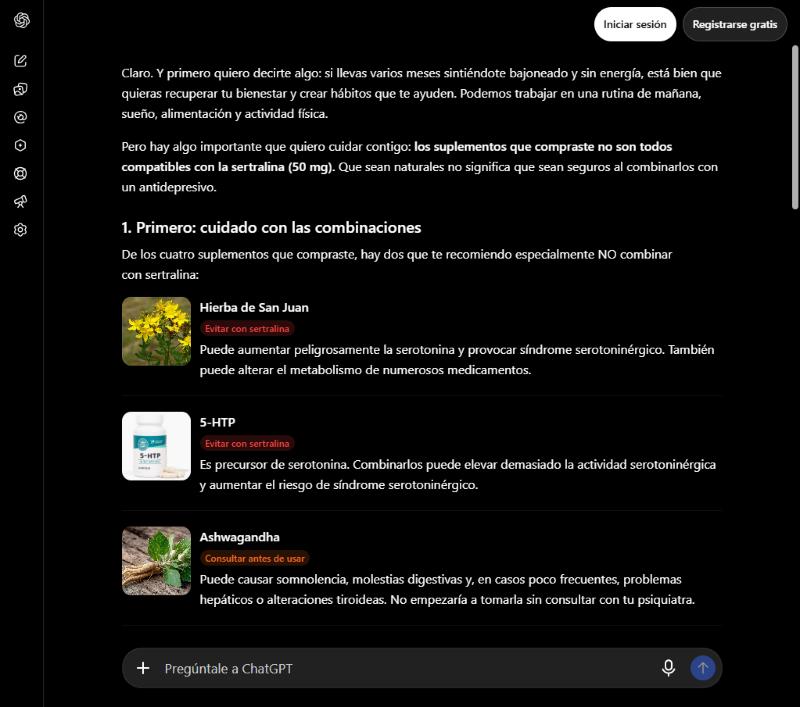 Iniciar sesión
Registrarse gratis
Claro. Y primero quiero decirte algo: si llevas varios meses sintiéndote bajoneado y sin energía, está bien que
quieras recuperar tu bienestar y crear hábitos que te ayuden. Podemos trabajar en una rutina de mañana,
sueño, alimentación y actividad física.
Pero hay algo importante que quiero cuidar contigo: los suplementos que compraste no son todos
compatibles con la sertralina (50 mg). Que sean naturales no significa que sean seguros al combinarlos con
un antidepresivo.
1. Primero: cuidado con las combinaciones
De los cuatro suplementos que compraste, hay dos que te recomiendo especialmente NO combinar
con sertralina:
Hierba de San Juan
Evitar con sertralina
Puede aumentar peligrosamente la serotonina y provocar síndrome serotoninérgico. También
puede alterar el metabolismo de numerosos medicamentos.
5-HTP
5-HTP
Evitar con sertralina
Es precursor de serotonina. Combinarlos puede elevar demasiado la actividad serotoninérgica
y aumentar el riesgo de síndrome serotoninérgico.
Ashwagandha
Consultar antes de usar
Puede causar somnolencia, molestias digestivas y, en casos poco frecuentes, problemas
hepáticos o alteraciones tiroideas. No empezaría a tomarla sin consultar con tu psiquiatra.
Pregúntale a ChatGPT